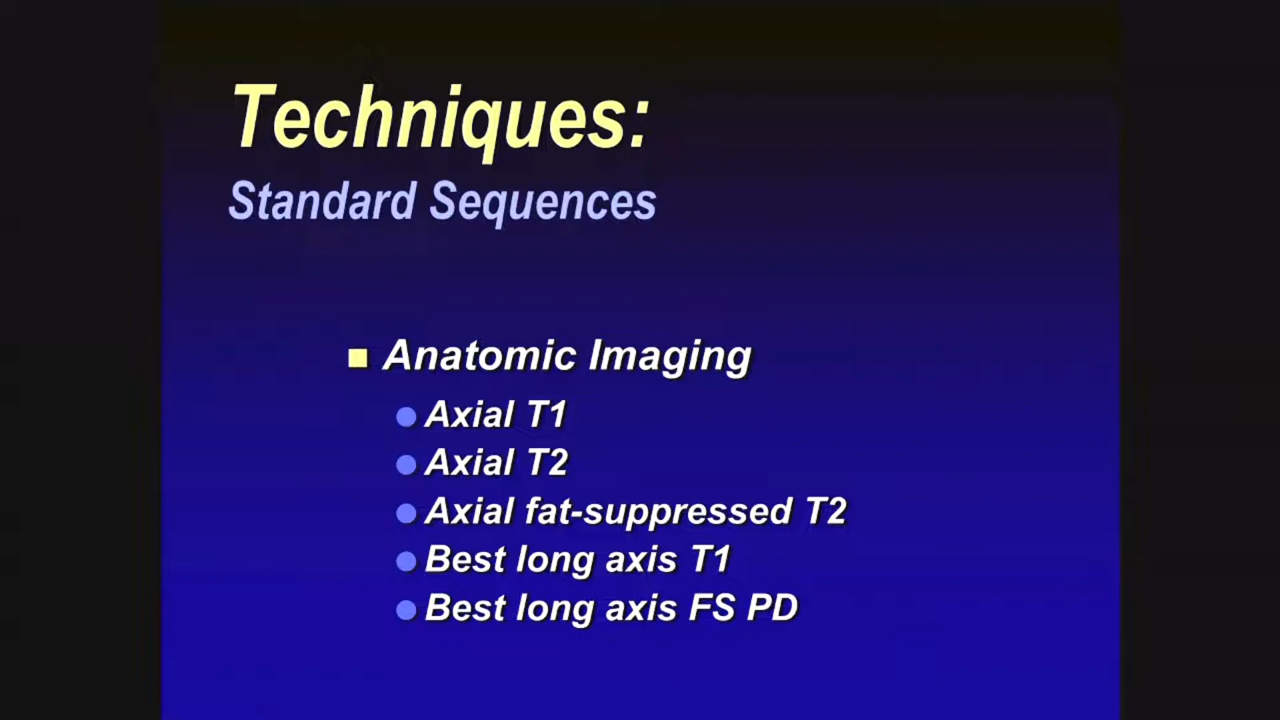 Techniques:
Standard Sequences
Anatomic Imaging
Axial T1
Axial T2
Axial fat-suppressed T2
Best long axis T1
Best long axis FS PD